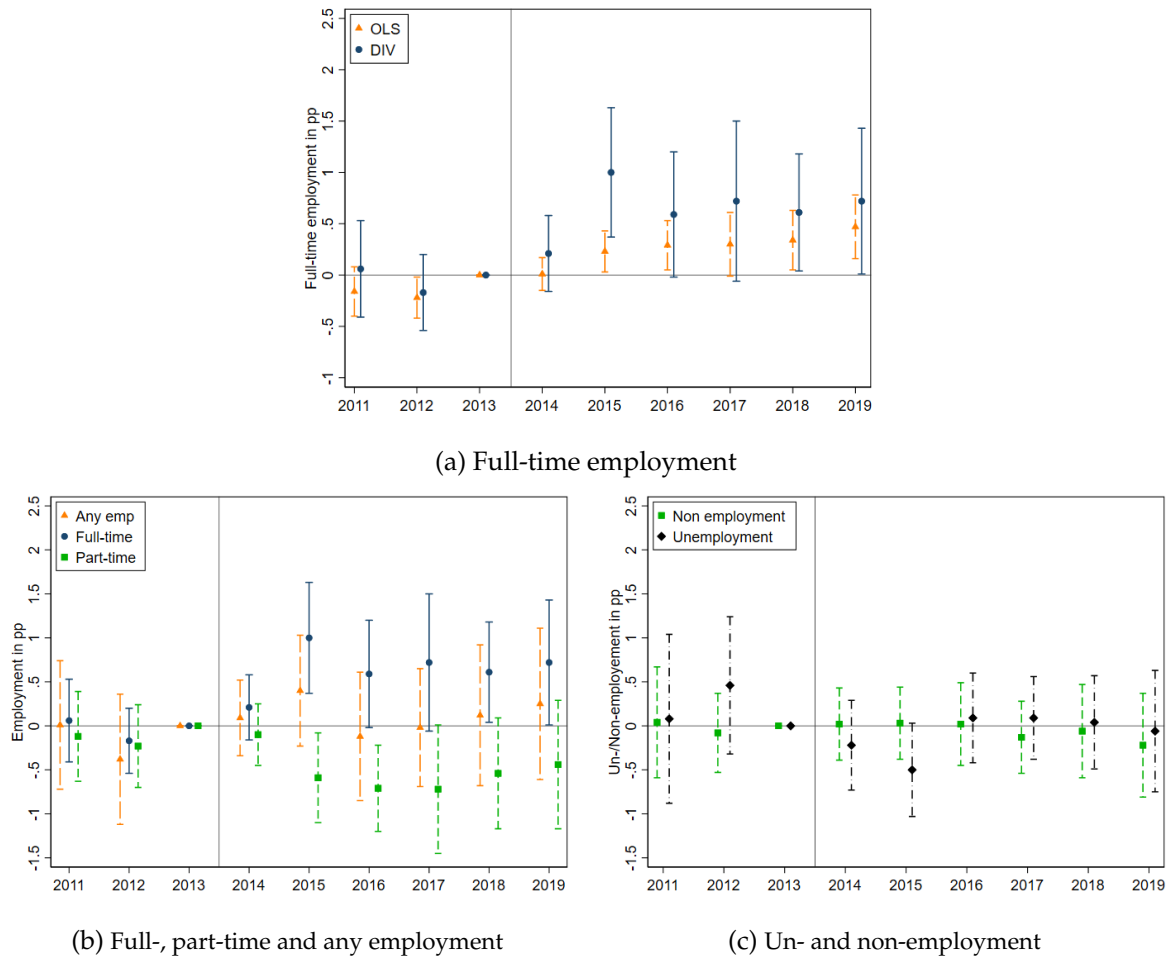 OLS
DIV
Full-time employment in pp
2.5
2
1.5
1
.5
0
-.5
-1
2011 2012 2013 2014 2015 2016 2017 2018 2019
(a) Full-time employment
Any emp
Full-time
Part-time
Employment in pp
2.5
2
1.5
1
.5
0
-.5
-1
-1.5
2011 2012 2013 2014 2015 2016 2017 2018 2019
(b) Full-, part-time and any employment
Non employment
Unemployment
Un-/Non-employement in pp
2.5
2
1.5
1
.5
0
-.5
-1
-1.5
2011 2012 2013 2014 2015 2016 2017 2018 2019
(c) Un- and non-employment